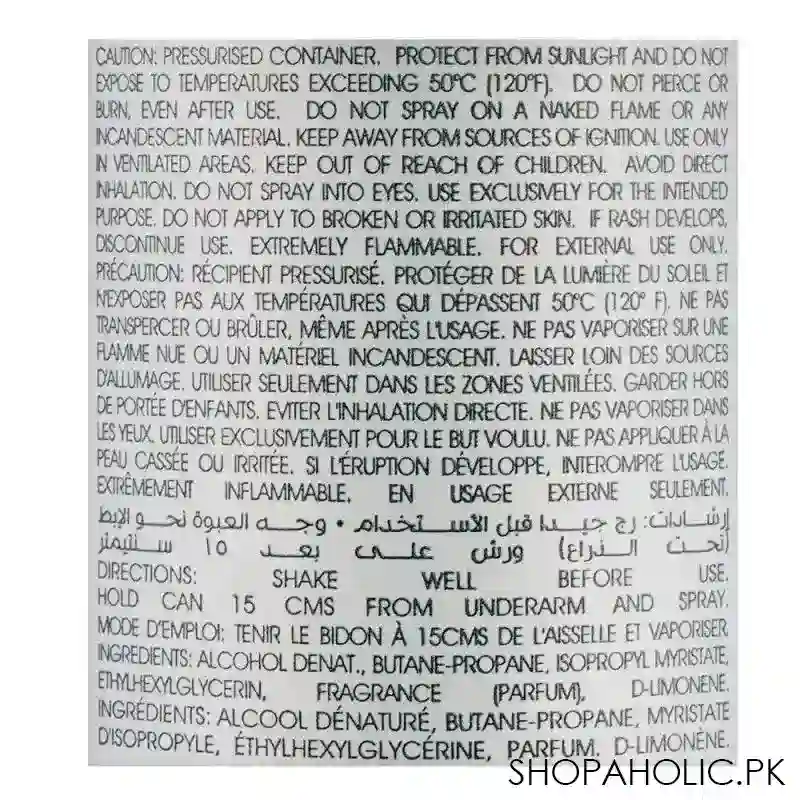 CAUTION: PRESSURISED CONTAINER. PROTECT FROM SUNLIGHT AND DO NOT
EXPOSE TO TEMPERATURES EXCEEDING 50°C (120°F). DO NOT PIERCE OR
BURN, EVEN AFTER USE. DO NOT SPRAY ON A NAKED FLAME OR ANY
INCANDESCENT MATERIAL. KEEP AWAY FROM SOURCES OF IGNITION. USE ONLY
IN VENTILATED AREAS. KEEP OUT OF REACH OF CHILDREN. AVOID DIRECT
INHALATION. DO NOT SPRAY INTO EYES. USE EXCLUSIVELY FOR THE INTENDED
PURPOSE. DO NOT APPLY TO BROKEN OR IRRITATED SKIN. IF RASH DEVELOPS,
DISCONTINUE USE. EXTREMELY FLAMMABLE. FOR EXTERNAL USE ONLY.
PRÉCAUTION: RÉCIPIENT PRESSURISÉ. PROTÉGER DE LA LUMIÈRE DU SOLEIL ET
N'EXPOSER PAS AUX TEMPÉRATURES QUI DÉPASSENT 50°C (120° F). NE PAS
TRANSPERCER OU BRÛLER, MÊME APRÈS L'USAGE. NE PAS VAPORISER SUR UNE
FLAMME NUE OU UN MATÉRIEL INCANDESCENT. LAISSER LOIN DES SOURCES
D'ALLUMAGE. UTILISER SEULEMENT DANS LES ZONES VENTILÉES. GARDER HORS
DE PORTÉE D'ENFANTS. EVITER L'INHALATION DIRECTE. NE PAS VAPORISER DANS
LES YEUX. UTILISER EXCLUSIVEMENT POUR LE BUT VOULU. NE PAS APPLIQUER À LA
PEAU CASSÉE OU IRRITÉE. SI L'ÉRUPTION DÉVELOPPE, INTEROMPRE L'USAGE.
EXTRÊMEMENT INFLAMMABLE. EN USAGE EXTERNE SEULEMENT.
إرشادات: رج جيدا قبل الأستخدام • وجه العبوة نحو الإبط
(تحت الذراع) ورش على بعد ١٥ سنتيمتر
DIRECTIONS: SHAKE WELL BEFORE USE.
HOLD CAN 15 CMS FROM UNDERARM AND SPRAY.
MODE D'EMPLOI: TENIR LE BIDON À 15CMS DE L'AISSELLE ET VAPORISER.
INGREDIENTS: ALCOHOL DENAT., BUTANE-PROPANE, ISOPROPYL MYRISTATE,
ETHYLHEXYLGLYCERIN, FRAGRANCE (PARFUM), D-LIMONENE.
INGRÉDIENTS: ALCOOL DÉNATURÉ, BUTANE-PROPANE, MYRISTATE
D'ISOPROPYLE, ÉTHYLHEXYLGLYCÉRINE, PARFUM. D-LIMONÈNE.
SHOPAHOLIC.PK